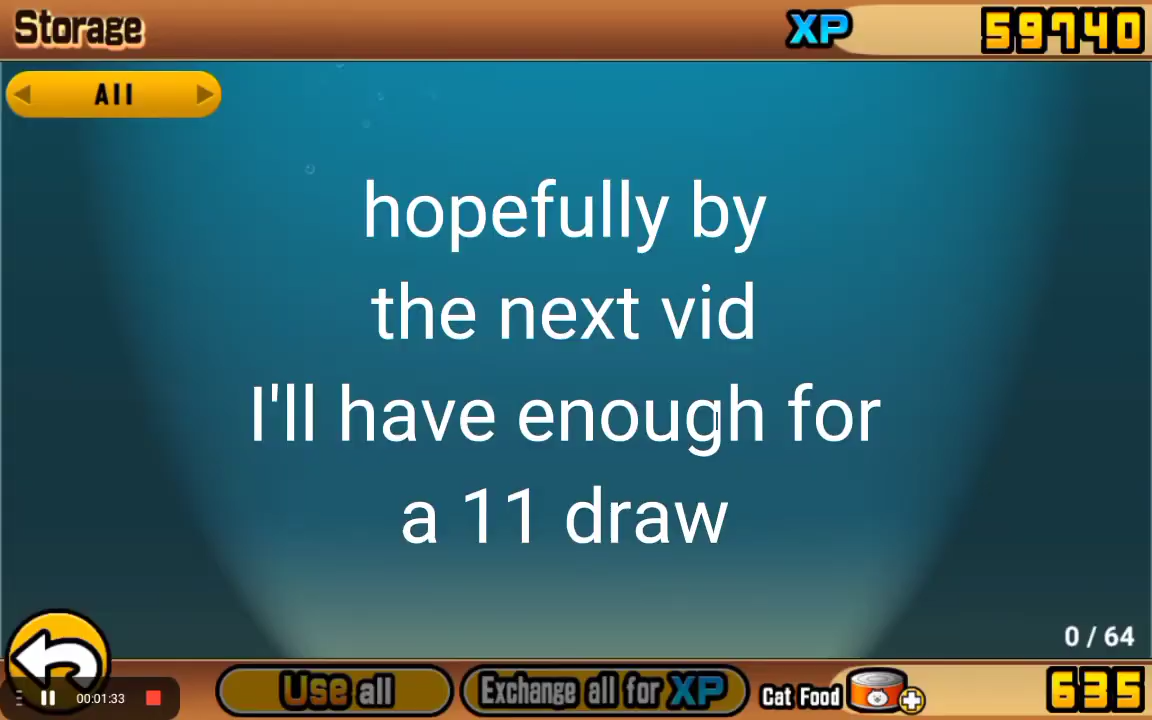 Storage
XP 59740
All
hopefully by
the next vid
I'll have enough for
a 11 draw
0 / 64
00:01:33
Use all
Exchange all for XP
Cat Food
635